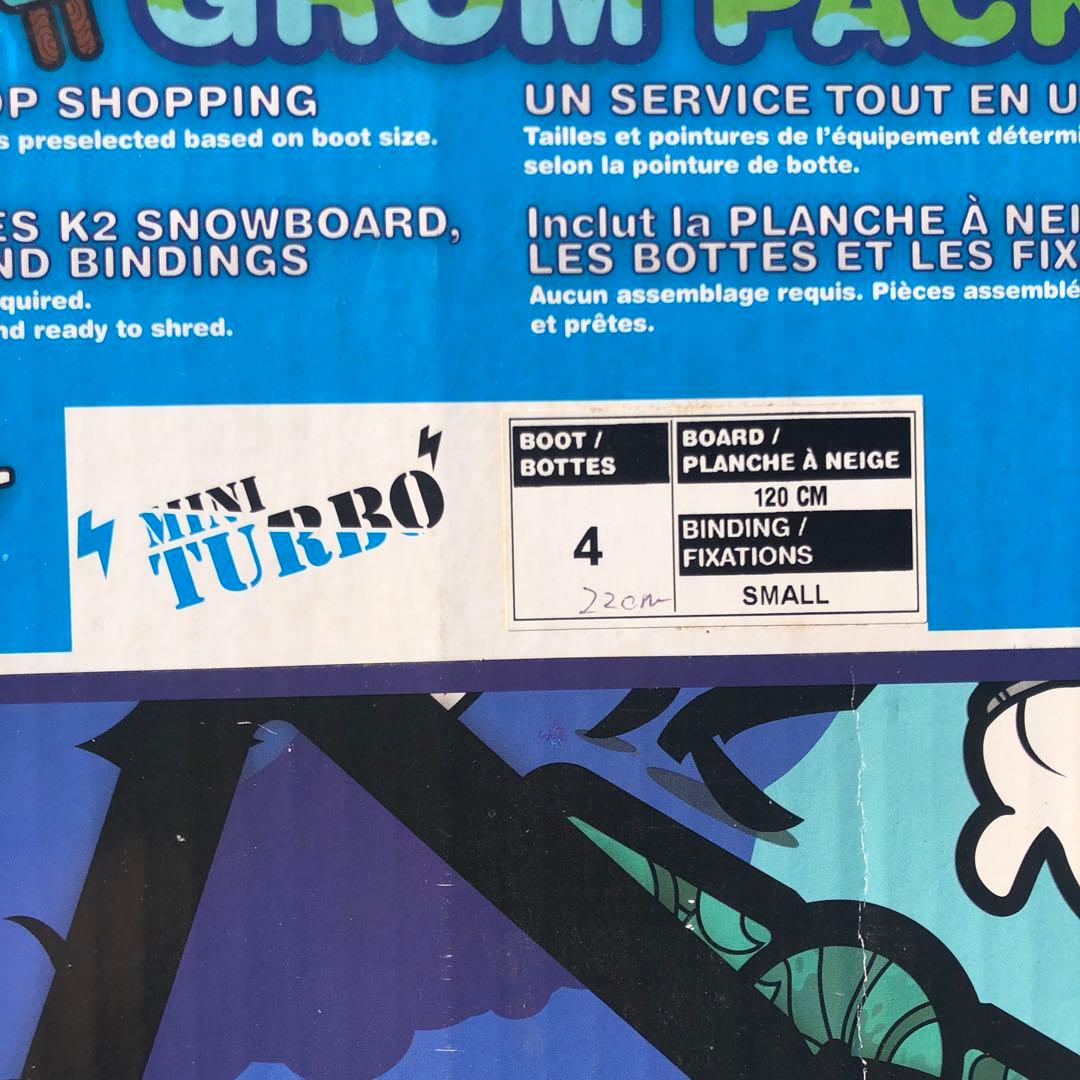 GROM PACK
OP SHOPPING
s preselected based on boot size.
ES K2 SNOWBOARD,
ND BINDINGS
quired.
nd ready to shred.
UN SERVICE TOUT EN U
Tailles et pointures de l'équipement détermi
selon la pointure de botte.
Inclut la PLANCHE À NEI
LES BOTTES ET LES FIX
Aucun assemblage requis. Pièces assemblé
et prêtes.
MINI
TURBO
BOOT /
BOTTES
4
22cm
BOARD /
PLANCHE À NEIGE
120 CM
BINDING /
FIXATIONS
SMALL